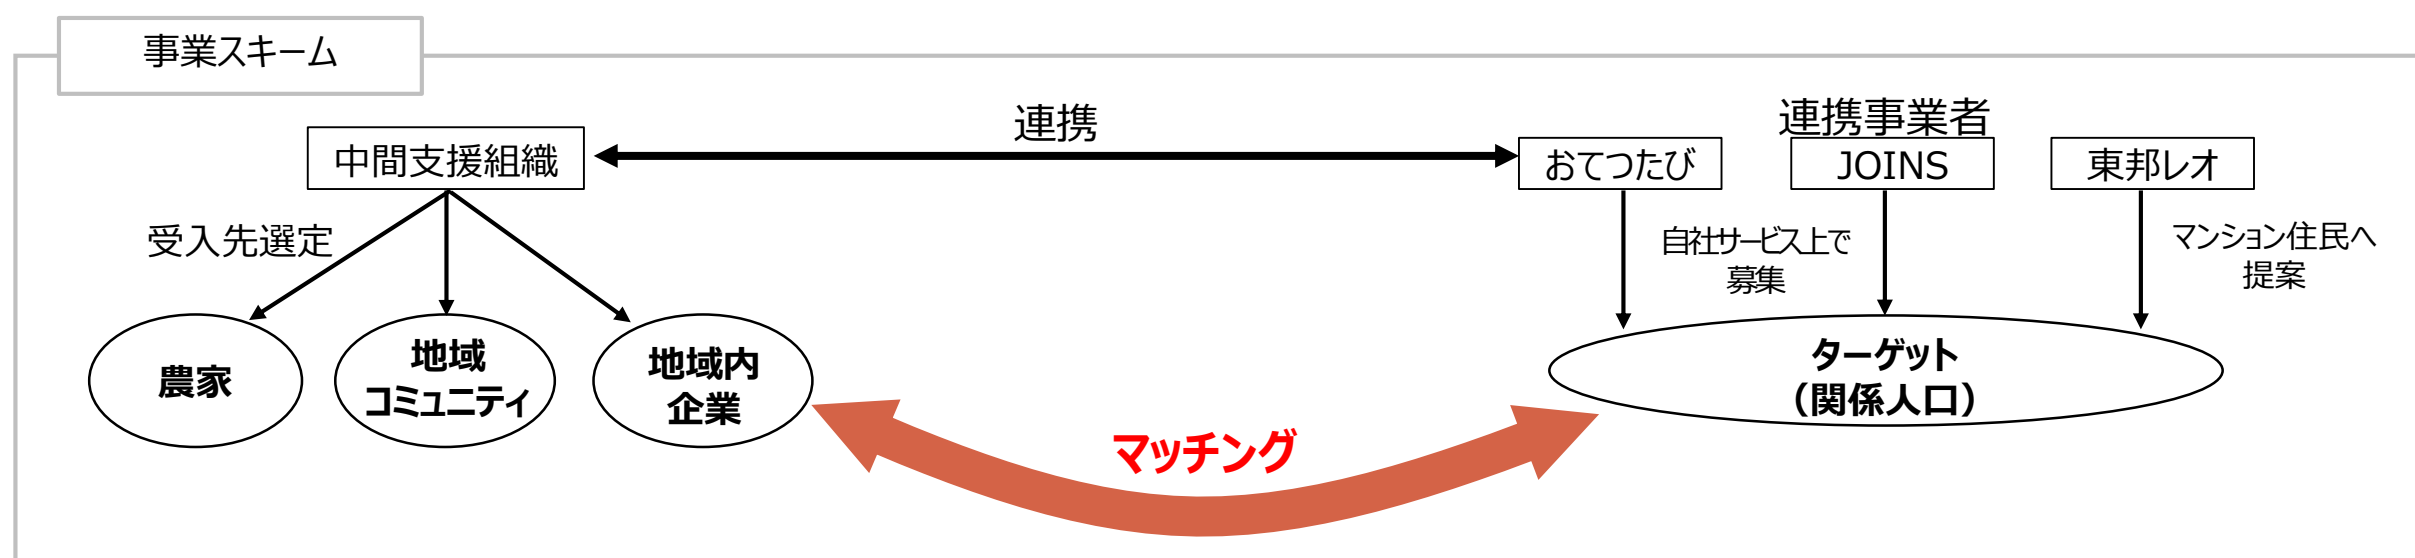 事業スキーム
連携
連携事業者
中間支援組織
おてつたび
JOINS
東邦レオ
受入先選定
自社サービス上で
募集
マンション住民へ
提案
農家
地域
コミュニティ
地域内
企業
ターゲット
（関係人口）
マッチング